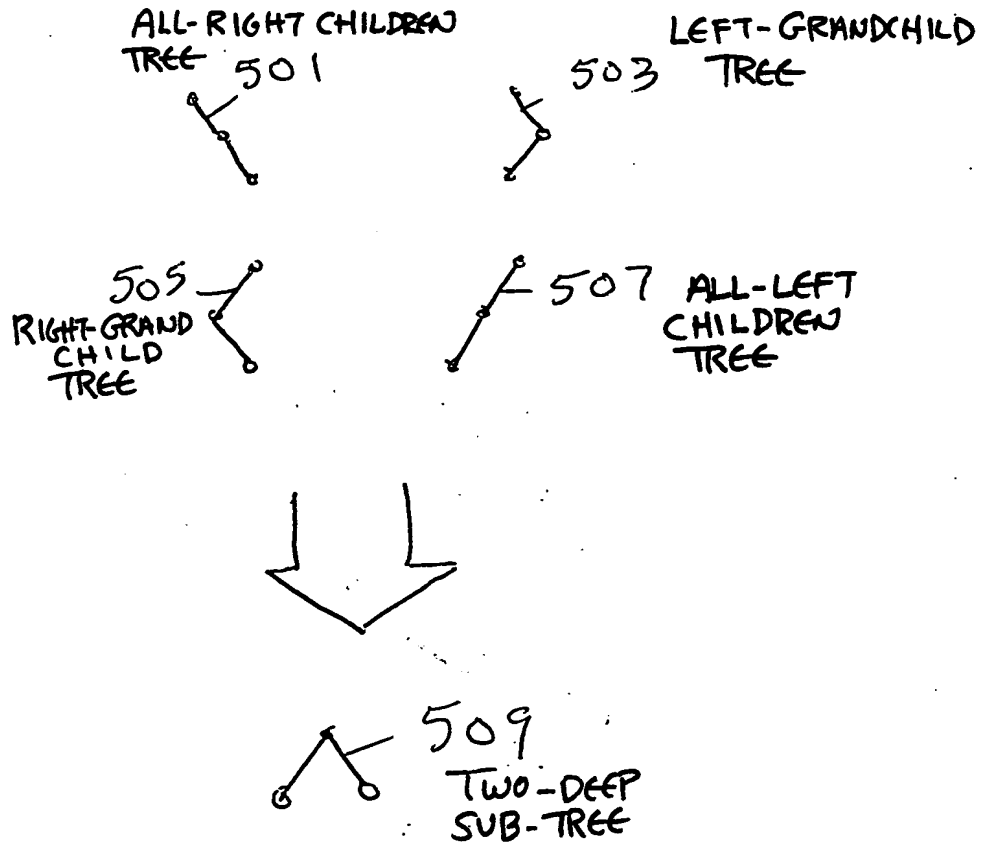 ALL-RIGHT CHILDREN
TREE 501
LEFT-GRANDCHILD
503 TREE
505
RIGHT-GRAND
CHILD
TREE
507 ALL-LEFT
CHILDREN
TREE
509
TWO-DEEP
SUB-TREE